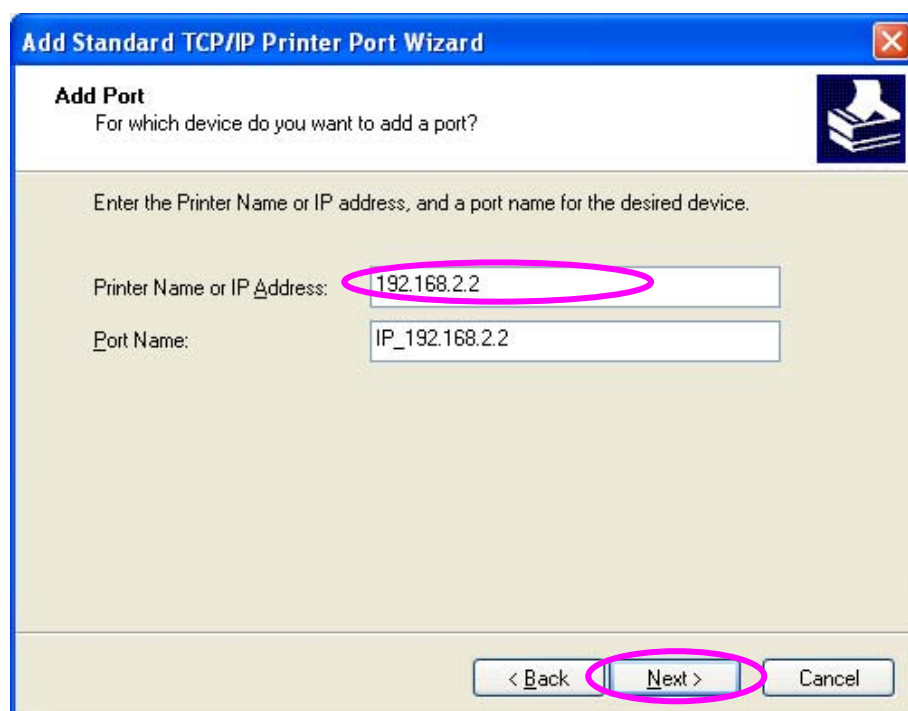 Add Standard TCP/IP Printer Port Wizard
Add Port
For which device do you want to add a port?
Enter the Printer Name or IP address, and a port name for the desired device.
Printer Name or IP Address: 192.168.2.2
Port Name: IP_192.168.2.2
< Back Next > Cancel